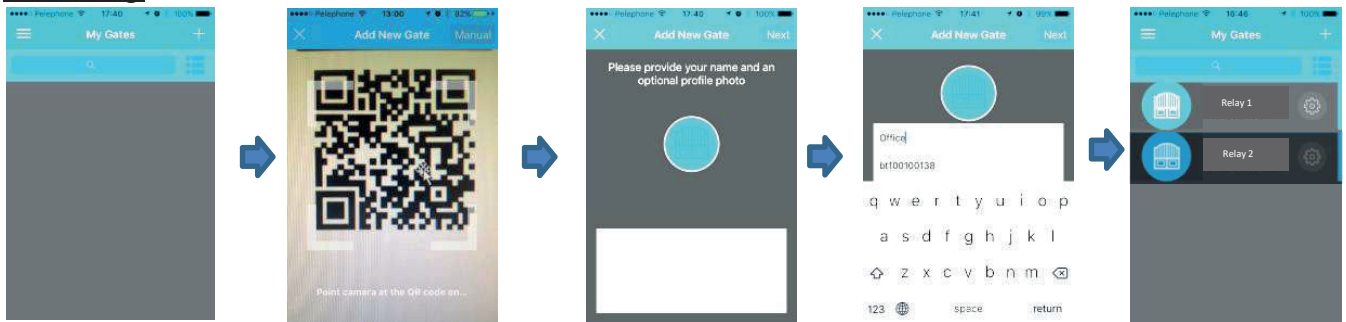 Pelephone 17:40 100%
My Gates +
Pelephone 13:00 82%
Add New Gate Manual
Point camera at the QR code on...
Pelephone 17:40 100%
Add New Gate Next
Please provide your name and an
optional profile photo
Pelephone 17:41 99%
Add New Gate Next
Office
bt100100138
q w e r t y u i o p
a s d f g h j k l
z x c v b n m
123 space return
Pelephone 16:46 100%
My Gates +
Relay 1
Relay 2